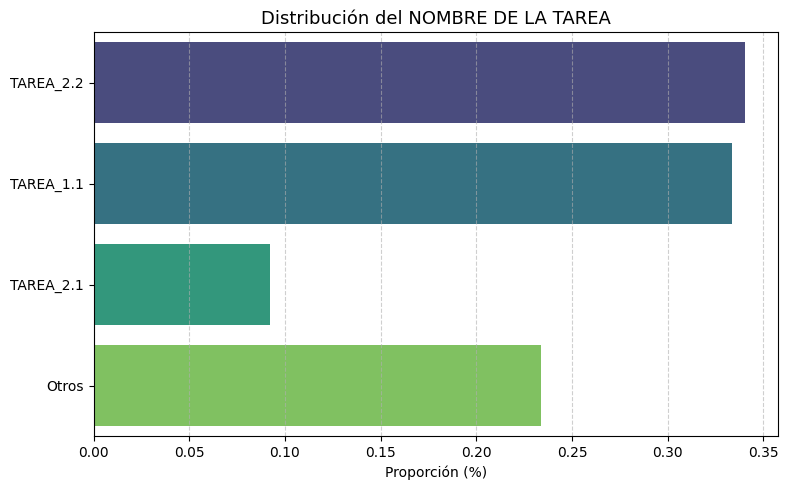 Distribución del NOMBRE DE LA TAREA
TAREA_2.2
TAREA_1.1
TAREA_2.1
Otros
0.00 0.05 0.10 0.15 0.20 0.25 0.30 0.35
Proporción (%)